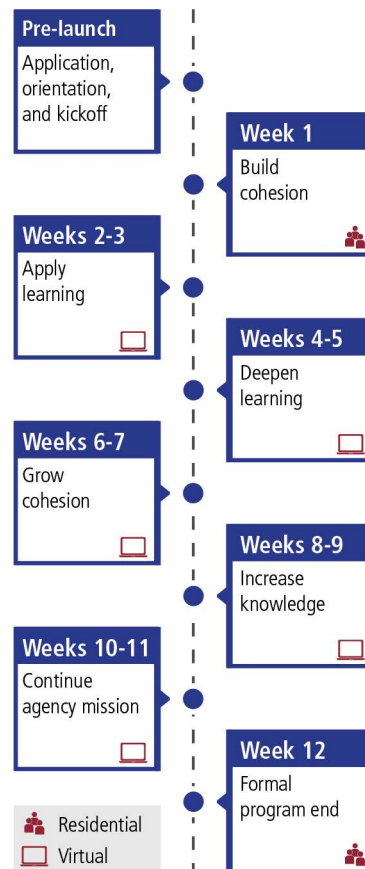 Pre-launch
Application,
orientation,
and kickoff
Week 1
Build
cohesion
Weeks 2-3
Apply
learning
Weeks 4-5
Deepen
learning
Weeks 6-7
Grow
cohesion
Weeks 8-9
Increase
knowledge
Weeks 10-11
Continue
agency mission
Week 12
Formal
program end
Residential
Virtual